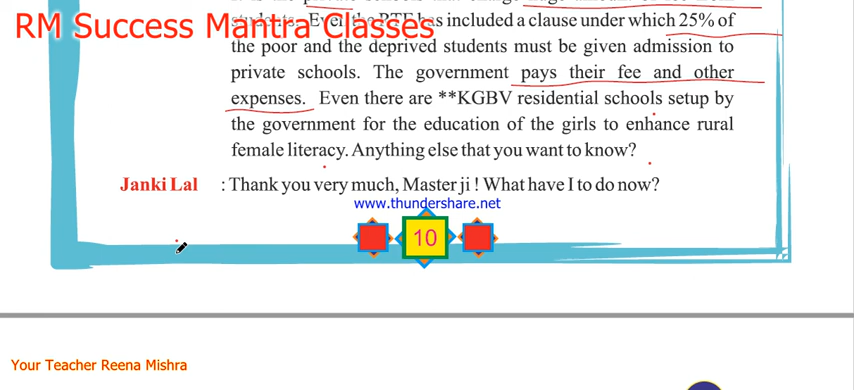 RM Success Mantra Classes
has included a clause under which 25% of
the poor and the deprived students must be given admission to
private schools. The government pays their fee and other
expenses. Even there are **KGBV residential schools setup by
the government for the education of the girls to enhance rural
female literacy. Anything else that you want to know?
Janki Lal : Thank you very much, Master ji ! What have I to do now?
www.thundershare.net
10
Your Teacher Reena Mishra